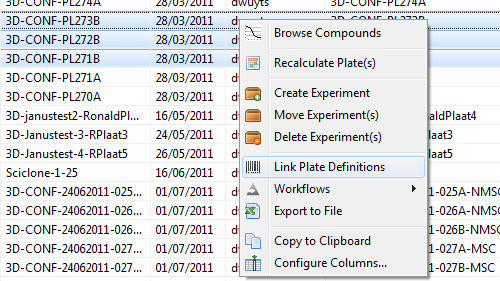 3D-CONF-PL274A 28/03/2011 dwuyts 3D-CONF-PL274A
3D-CONF-PL273B 28/03/2011
3D-CONF-PL272B 28/03/2011
3D-CONF-PL271B 28/03/2011
3D-CONF-PL271A 28/03/2011
3D-CONF-PL270A 28/03/2011
3D-janustest2-RonaldPl... 16/05/2011 dPlaat4
3D-Janustest-3-RPlaat3 24/05/2011 aat3
3D-Janustest-4-RPlaat5 26/05/2011 aat5
Sciclone-1-25 16/06/2011
3D-CONF-24062011-025... 01/07/2011 1-025A-NMSC
3D-CONF-24062011-026... 01/07/2011 1-026A-NMSC
3D-CONF-24062011-026... 01/07/2011 1-026B-NMSC
3D-CONF-24062011-027... 01/07/2011 1-027A-MSC
3D-CONF-24062011-027... 01/07/2011 1-027B-MSC
Browse Compounds
Recalculate Plate(s)
Create Experiment
Move Experiment(s)
Delete Experiment(s)
Link Plate Definitions
Workflows
Export to File
Copy to Clipboard
Configure Columns...